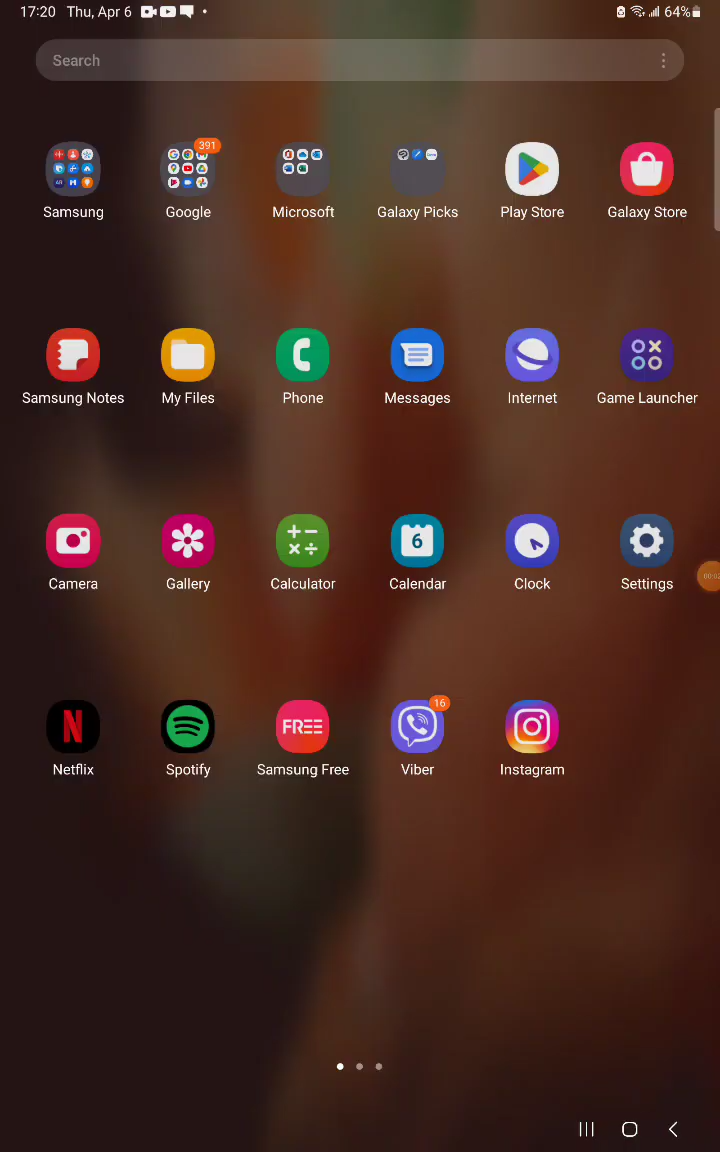 17:20 Thu, Apr 6 64%
Search
391
Samsung Google Microsoft Galaxy Picks Play Store Galaxy Store
Samsung Notes My Files Phone Messages Internet Game Launcher
6
Camera Gallery Calculator Calendar Clock Settings
FREE 16
Netflix Spotify Samsung Free Viber Instagram